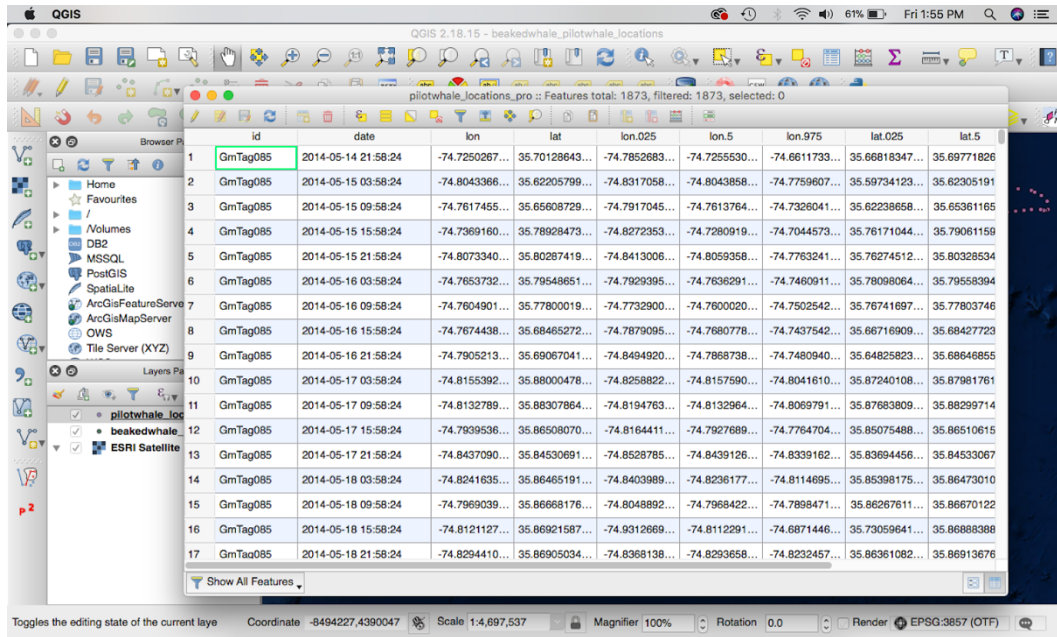 QGIS 61% Fri 1:55 PM
QGIS 2.18.15 - beakedwhale_pilotwhale_locations
pilotwhale_locations_pro :: Features total: 1873, filtered: 1873, selected: 0
Browser P
Home
Favourites
/
/Volumes
DB2
MSSQL
PostGIS
SpatiaLite
ArcGisFeatureServe
ArcGisMapServer
OWS
Tile Server (XYZ)
Layers Pa
pilotwhale_loc
beakedwhale_
ESRI Satellite
id date lon lat lon.025 lon.5 lon.975 lat.025 lat.5
1 GmTag085 2014-05-14 21:58:24 -74.7250267... 35.70128643... -74.7852683... -74.7255530... -74.6611733... 35.66818347... 35.69771826
2 GmTag085 2014-05-15 03:58:24 -74.8043366... 35.62205799... -74.8317058... -74.8043858... -74.7759607... 35.59734123... 35.62305191
3 GmTag085 2014-05-15 09:58:24 -74.7617455... 35.65608729... -74.7917045... -74.7613764... -74.7326041... 35.62238658... 35.65361165
4 GmTag085 2014-05-15 15:58:24 -74.7369160... 35.78928473... -74.8272353... -74.7280919... -74.7044573... 35.76171044... 35.79061159
5 GmTag085 2014-05-15 21:58:24 -74.8073340... 35.80287419... -74.8413006... -74.8059358... -74.7763241... 35.76274512... 35.80328534
6 GmTag085 2014-05-16 03:58:24 -74.7653732... 35.79548651... -74.7929395... -74.7636291... -74.7460911... 35.78098064... 35.79558394
7 GmTag085 2014-05-16 09:58:24 -74.7604901... 35.77800019... -74.7732900... -74.7600020... -74.7502542... 35.76741697... 35.77803746
8 GmTag085 2014-05-16 15:58:24 -74.7674438... 35.68465272... -74.7879095... -74.7680778... -74.7437542... 35.66716909... 35.68427723
9 GmTag085 2014-05-16 21:58:24 -74.7905213... 35.69067041... -74.8494920... -74.7868738... -74.7480940... 35.64825823... 35.68646855
10 GmTag085 2014-05-17 03:58:24 -74.8155392... 35.88000478... -74.8258822... -74.8157590... -74.8041610... 35.87240108... 35.87981761
11 GmTag085 2014-05-17 09:58:24 -74.8132789... 35.88307864... -74.8194763... -74.8132964... -74.8069791... 35.87683809... 35.88299714
12 GmTag085 2014-05-17 15:58:24 -74.7939536... 35.86508070... -74.8164411... -74.7927689... -74.7764704... 35.85075488... 35.86510615
13 GmTag085 2014-05-17 21:58:24 -74.8437090... 35.84530691... -74.8528785... -74.8439126... -74.8339162... 35.83694456... 35.84533067
14 GmTag085 2014-05-18 03:58:24 -74.8241635... 35.86465191... -74.8403989... -74.8236177... -74.8114695... 35.85398175... 35.86473010
15 GmTag085 2014-05-18 09:58:24 -74.7969039... 35.86668176... -74.8048892... -74.7968422... -74.7898471... 35.86267611... 35.86670122
16 GmTag085 2014-05-18 15:58:24 -74.8121127... 35.86921587... -74.9312669... -74.8112291... -74.6871446... 35.73059641... 35.86888388
17 GmTag085 2014-05-18 21:58:24 -74.8294410... 35.86905034... -74.8368138... -74.8293658... -74.8232457... 35.86361082... 35.86913676
Show All Features
Toggles the editing state of the current laye Coordinate -8494227,4390047 Scale 1:4,697,537 Magnifier 100% Rotation 0.0 Render EPSG:3857 (OTF)